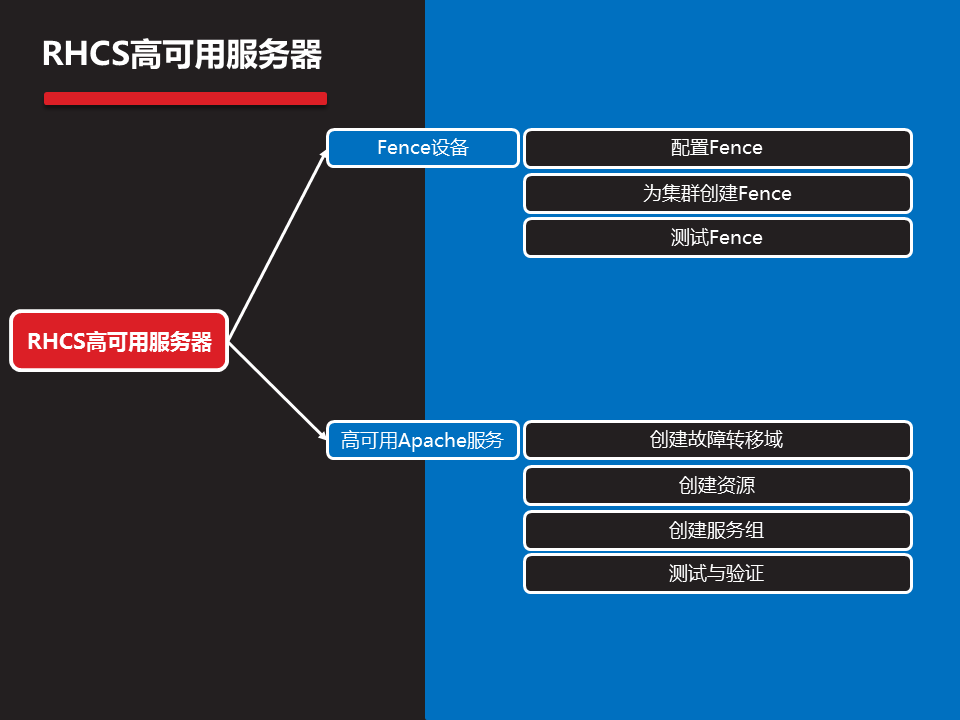 RHCS高可用服务器
Fence设备
配置Fence
为集群创建Fence
测试Fence
RHCS高可用服务器
高可用Apache服务
创建故障转移域
创建资源
创建服务组
测试与验证